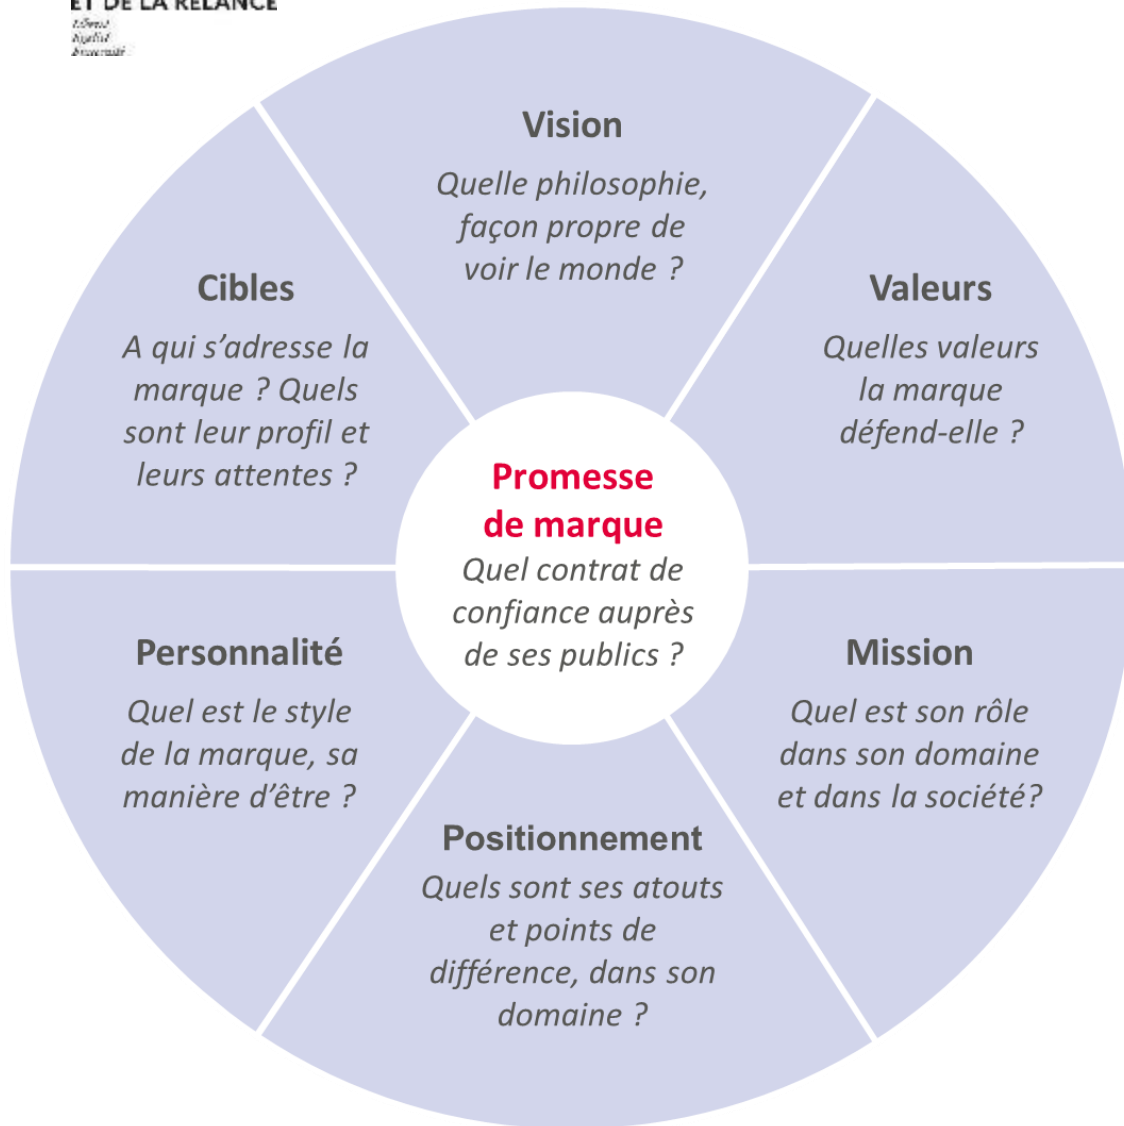 ET DE LA RELANCE
Liberté
Égalité
Fraternité
Vision
Quelle philosophie,
façon propre de
voir le monde ?
Valeurs
Quelles valeurs
la marque
défend-elle ?
Mission
Quel est son rôle
dans son domaine
et dans la société?
Positionnement
Quels sont ses atouts
et points de
différence, dans son
domaine ?
Personnalité
Quel est le style
de la marque, sa
manière d’être ?
Cibles
A qui s’adresse la
marque ? Quels
sont leur profil et
leurs attentes ?
Promesse
de marque
Quel contrat de
confiance auprès
de ses publics ?